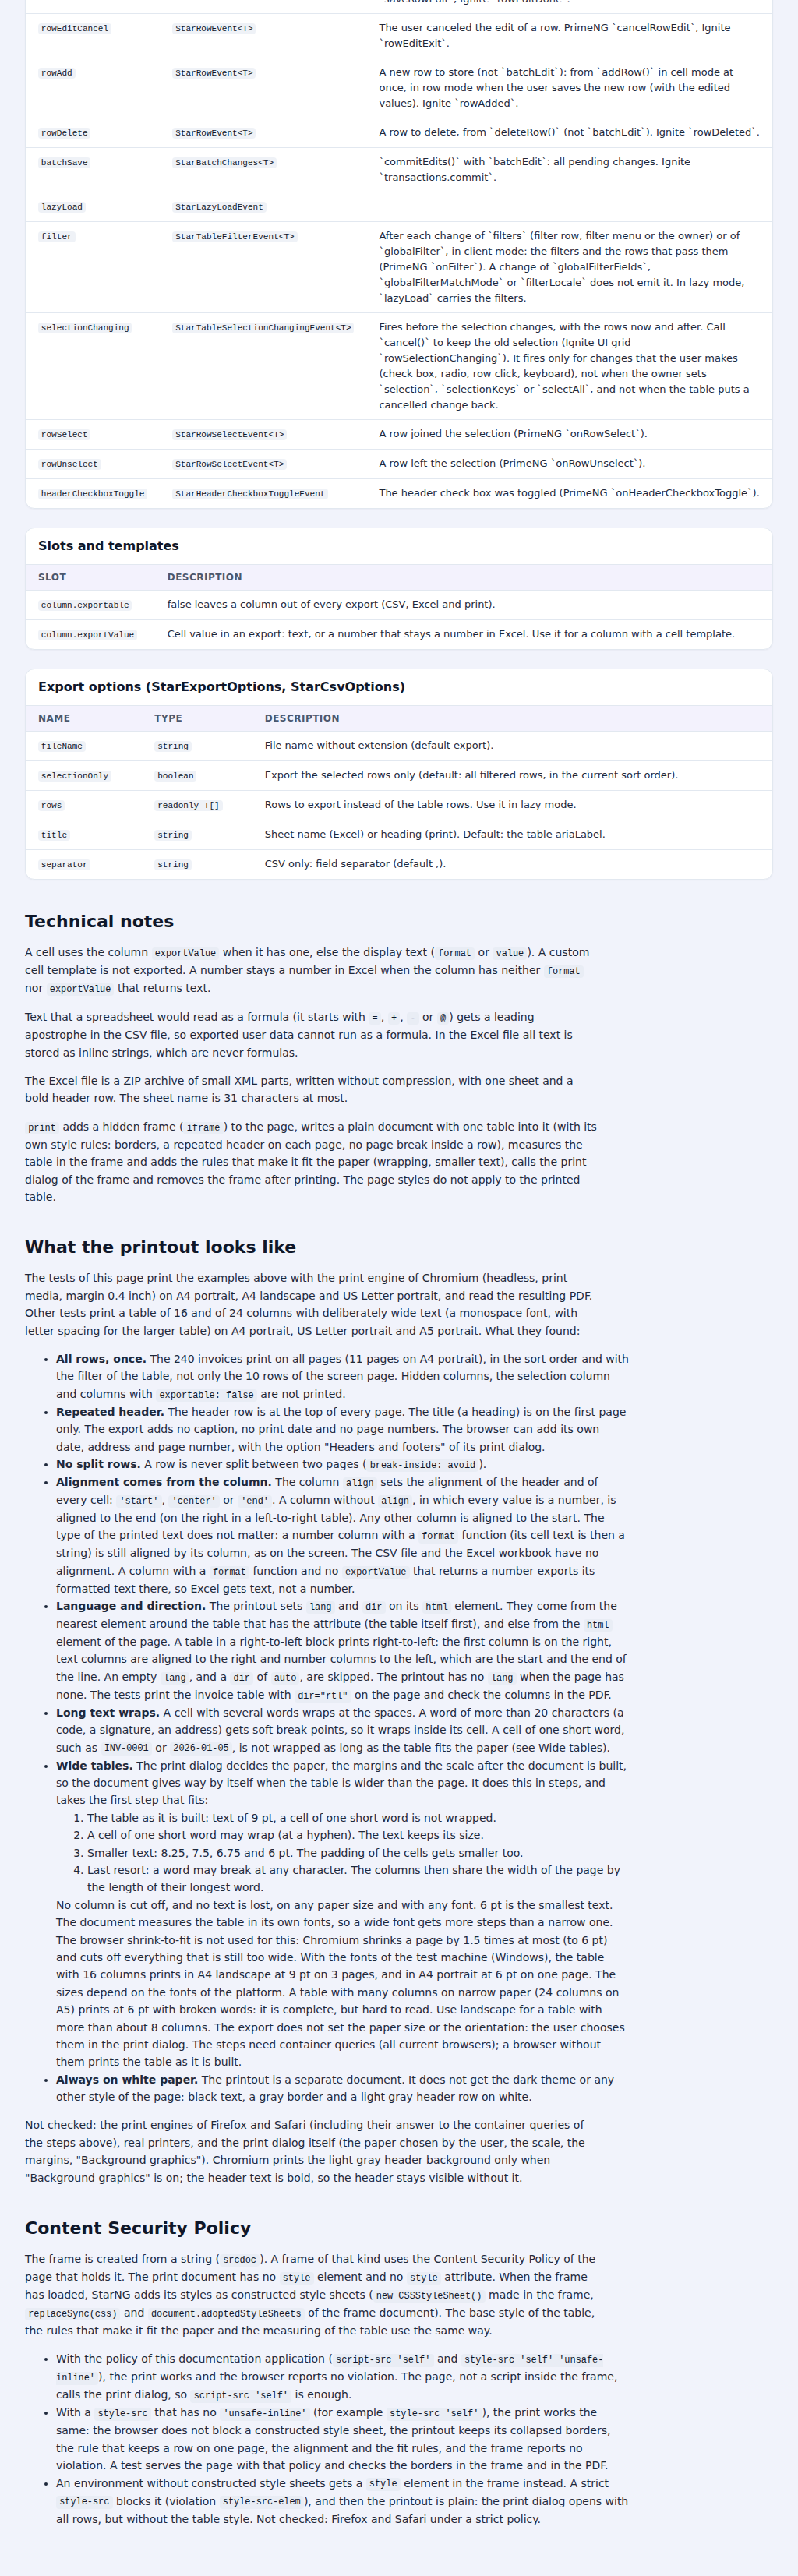 `saveRowEdit`, Ignite `rowEditDone`.
rowEditCancel StarRowEvent<T> The user canceled the edit of a row. PrimeNG `cancelRowEdit`, Ignite
`rowEditExit`.
rowAdd StarRowEvent<T> A new row to store (not `batchEdit`): from `addRow()` in cell mode at
once, in row mode when the user saves the new row (with the edited
values). Ignite `rowAdded`.
rowDelete StarRowEvent<T> A row to delete, from `deleteRow()` (not `batchEdit`). Ignite `rowDeleted`.
batchSave StarBatchChanges<T> `commitEdits()` with `batchEdit`: all pending changes. Ignite
`transactions.commit`.
lazyLoad StarLazyLoadEvent
filter StarTableFilterEvent<T> After each change of `filters` (filter row, filter menu or the owner) or of
`globalFilter`, in client mode: the filters and the rows that pass them
(PrimeNG `onFilter`). A change of `globalFilterFields`,
`globalFilterMatchMode` or `filterLocale` does not emit it. In lazy mode,
`lazyLoad` carries the filters.
selectionChanging StarTableSelectionChangingEvent<T> Fires before the selection changes, with the rows now and after. Call
`cancel()` to keep the old selection (Ignite UI grid
`rowSelectionChanging`). It fires only for changes that the user makes
(check box, radio, row click, keyboard), not when the owner sets
`selection`, `selectionKeys` or `selectAll`, and not when the table puts a
cancelled change back.
rowSelect StarRowSelectEvent<T> A row joined the selection (PrimeNG `onRowSelect`).
rowUnselect StarRowSelectEvent<T> A row left the selection (PrimeNG `onRowUnselect`).
headerCheckboxToggle StarHeaderCheckboxToggleEvent The header check box was toggled (PrimeNG `onHeaderCheckboxToggle`).
Slots and templates
SLOT DESCRIPTION
column.exportable false leaves a column out of every export (CSV, Excel and print).
column.exportValue Cell value in an export: text, or a number that stays a number in Excel. Use it for a column with a cell template.
Export options (StarExportOptions, StarCsvOptions)
NAME TYPE DESCRIPTION
fileName string File name without extension (default export).
selectionOnly boolean Export the selected rows only (default: all filtered rows, in the current sort order).
rows readonly T[] Rows to export instead of the table rows. Use it in lazy mode.
title string Sheet name (Excel) or heading (print). Default: the table ariaLabel.
separator string CSV only: field separator (default ,).
Technical notes
A cell uses the column exportValue when it has one, else the display text ( format or value ). A custom
cell template is not exported. A number stays a number in Excel when the column has neither format
nor exportValue that returns text.
Text that a spreadsheet would read as a formula (it starts with = , + , - or @ ) gets a leading
apostrophe in the CSV file, so exported user data cannot run as a formula. In the Excel file all text is
stored as inline strings, which are never formulas.
The Excel file is a ZIP archive of small XML parts, written without compression, with one sheet and a
bold header row. The sheet name is 31 characters at most.
print adds a hidden frame ( iframe ) to the page, writes a plain document with one table into it (with its
own style rules: borders, a repeated header on each page, no page break inside a row), measures the
table in the frame and adds the rules that make it fit the paper (wrapping, smaller text), calls the print
dialog of the frame and removes the frame after printing. The page styles do not apply to the printed
table.
What the printout looks like
The tests of this page print the examples above with the print engine of Chromium (headless, print
media, margin 0.4 inch) on A4 portrait, A4 landscape and US Letter portrait, and read the resulting PDF.
Other tests print a table of 16 and of 24 columns with deliberately wide text (a monospace font, with
letter spacing for the larger table) on A4 portrait, US Letter portrait and A5 portrait. What they found:
• All rows, once. The 240 invoices print on all pages (11 pages on A4 portrait), in the sort order and with
the filter of the table, not only the 10 rows of the screen page. Hidden columns, the selection column
and columns with exportable: false are not printed.
• Repeated header. The header row is at the top of every page. The title (a heading) is on the first page
only. The export adds no caption, no print date and no page numbers. The browser can add its own
date, address and page number, with the option "Headers and footers" of its print dialog.
• No split rows. A row is never split between two pages ( break-inside: avoid ).
• Alignment comes from the column. The column align sets the alignment of the header and of
every cell: 'start' , 'center' or 'end' . A column without align , in which every value is a number, is
aligned to the end (on the right in a left-to-right table). Any other column is aligned to the start. The
type of the printed text does not matter: a number column with a format function (its cell text is then a
string) is still aligned by its column, as on the screen. The CSV file and the Excel workbook have no
alignment. A column with a format function and no exportValue that returns a number exports its
formatted text there, so Excel gets text, not a number.
• Language and direction. The printout sets lang and dir on its html element. They come from the
nearest element around the table that has the attribute (the table itself first), and else from the html
element of the page. A table in a right-to-left block prints right-to-left: the first column is on the right,
text columns are aligned to the right and number columns to the left, which are the start and the end of
the line. An empty lang , and a dir of auto , are skipped. The printout has no lang when the page has
none. The tests print the invoice table with dir="rtl" on the page and check the columns in the PDF.
• Long text wraps. A cell with several words wraps at the spaces. A word of more than 20 characters (a
code, a signature, an address) gets soft break points, so it wraps inside its cell. A cell of one short word,
such as INV-0001 or 2026-01-05 , is not wrapped as long as the table fits the paper (see Wide tables).
• Wide tables. The print dialog decides the paper, the margins and the scale after the document is built,
so the document gives way by itself when the table is wider than the page. It does this in steps, and
takes the first step that fits:
1. The table as it is built: text of 9 pt, a cell of one short word is not wrapped.
2. A cell of one short word may wrap (at a hyphen). The text keeps its size.
3. Smaller text: 8.25, 7.5, 6.75 and 6 pt. The padding of the cells gets smaller too.
4. Last resort: a word may break at any character. The columns then share the width of the page by
the length of their longest word.
No column is cut off, and no text is lost, on any paper size and with any font. 6 pt is the smallest text.
The document measures the table in its own fonts, so a wide font gets more steps than a narrow one.
The browser shrink-to-fit is not used for this: Chromium shrinks a page by 1.5 times at most (to 6 pt)
and cuts off everything that is still too wide. With the fonts of the test machine (Windows), the table
with 16 columns prints in A4 landscape at 9 pt on 3 pages, and in A4 portrait at 6 pt on one page. The
sizes depend on the fonts of the platform. A table with many columns on narrow paper (24 columns on
A5) prints at 6 pt with broken words: it is complete, but hard to read. Use landscape for a table with
more than about 8 columns. The export does not set the paper size or the orientation: the user chooses
them in the print dialog. The steps need container queries (all current browsers); a browser without
them prints the table as it is built.
• Always on white paper. The printout is a separate document. It does not get the dark theme or any
other style of the page: black text, a gray border and a light gray header row on white.
Not checked: the print engines of Firefox and Safari (including their answer to the container queries of
the steps above), real printers, and the print dialog itself (the paper chosen by the user, the scale, the
margins, "Background graphics"). Chromium prints the light gray header background only when
"Background graphics" is on; the header text is bold, so the header stays visible without it.
Content Security Policy
The frame is created from a string ( srcdoc ). A frame of that kind uses the Content Security Policy of the
page that holds it. The print document has no style element and no style attribute. When the frame
has loaded, StarNG adds its styles as constructed style sheets ( new CSSStyleSheet() made in the frame,
replaceSync(css) and document.adoptedStyleSheets of the frame document). The base style of the table,
the rules that make it fit the paper and the measuring of the table use the same way.
• With the policy of this documentation application ( script-src 'self' and style-src 'self' 'unsafe-
inline' ), the print works and the browser reports no violation. The page, not a script inside the frame,
calls the print dialog, so script-src 'self' is enough.
• With a style-src that has no 'unsafe-inline' (for example style-src 'self' ), the print works the
same: the browser does not block a constructed style sheet, the printout keeps its collapsed borders,
the rule that keeps a row on one page, the alignment and the fit rules, and the frame reports no
violation. A test serves the page with that policy and checks the borders in the frame and in the PDF.
• An environment without constructed style sheets gets a style element in the frame instead. A strict
style-src blocks it (violation style-src-elem ), and then the printout is plain: the print dialog opens with
all rows, but without the table style. Not checked: Firefox and Safari under a strict policy.